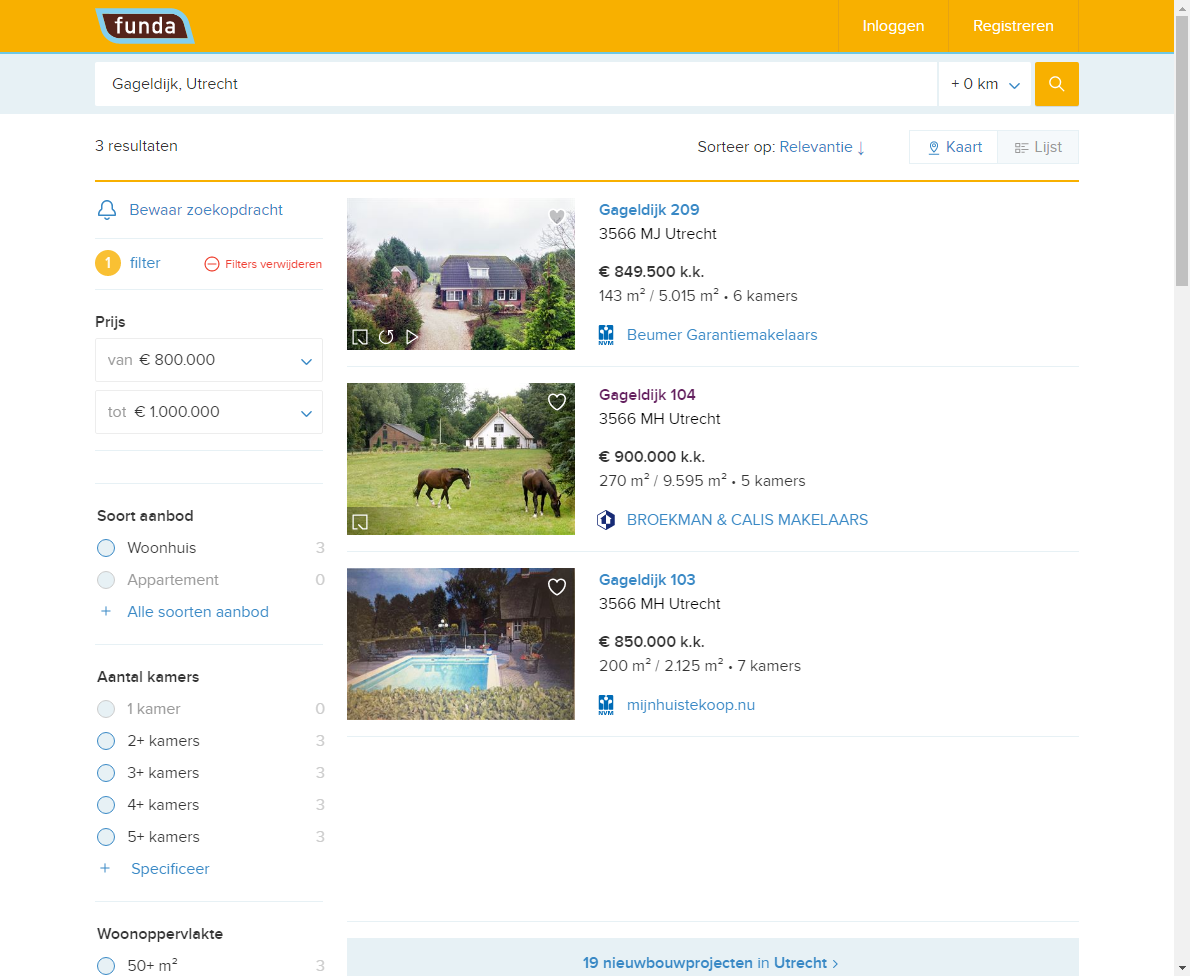 funda
Inloggen
Registreren
Gageldijk, Utrecht
+ 0 km
3 resultaten
Sorteer op: Relevantie ↓
Kaart
Lijst
Bewaar zoekopdracht
1 filter
Filters verwijderen
Prijs
van € 800.000
tot € 1.000.000
Soort aanbod
Woonhuis 3
Appartement 0
+ Alle soorten aanbod
Aantal kamers
1 kamer 0
2+ kamers 3
3+ kamers 3
4+ kamers 3
5+ kamers 3
+ Specificeer
Woonoppervlakte
50+ m² 3
Gageldijk 209
3566 MJ Utrecht
€ 849.500 k.k.
143 m² / 5.015 m² • 6 kamers
NVM
Beumer Garantiemakelaars
Gageldijk 104
3566 MH Utrecht
€ 900.000 k.k.
270 m² / 9.595 m² • 5 kamers
BROEKMAN & CALIS MAKELAARS
Gageldijk 103
3566 MH Utrecht
€ 850.000 k.k.
200 m² / 2.125 m² • 7 kamers
NVM
mijnhuistekoop.nu
19 nieuwbouwprojecten in Utrecht ›